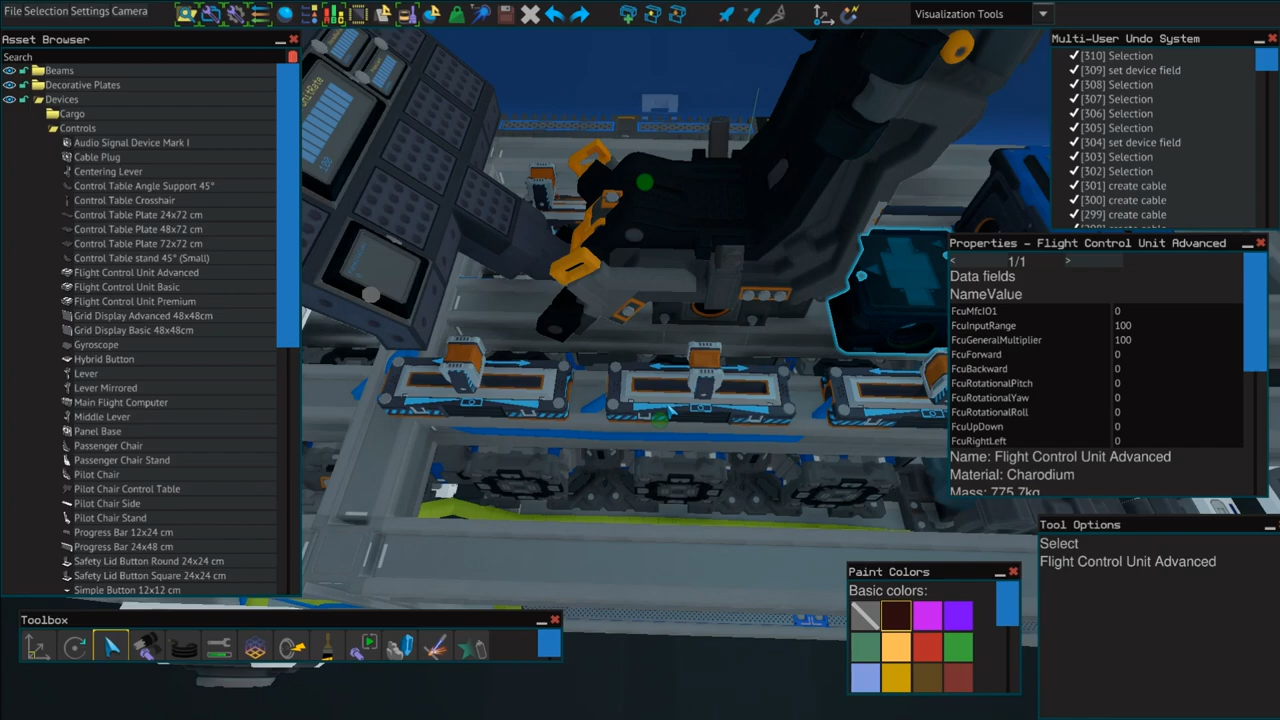 File Selection Settings Camera
Visualization Tools
Asset Browser
Search
Beams
Decorative Plates
Devices
Cargo
Controls
Audio Signal Device Mark I
Cable Plug
Centering Lever
Control Table Angle Support 45°
Control Table Crosshair
Control Table Plate 24x72 cm
Control Table Plate 48x72 cm
Control Table Plate 72x72 cm
Control Table stand 45° (Small)
Flight Control Unit Advanced
Flight Control Unit Basic
Flight Control Unit Premium
Grid Display Advanced 48x48cm
Grid Display Basic 48x48cm
Gyroscope
Hybrid Button
Lever
Lever Mirrored
Main Flight Computer
Middle Lever
Panel Base
Passenger Chair
Passenger Chair Stand
Pilot Chair
Pilot Chair Control Table
Pilot Chair Side
Pilot Chair Stand
Progress Bar 12x24 cm
Progress Bar 24x48 cm
Safety Lid Button Round 24x24 cm
Safety Lid Button Square 24x24 cm
Simple Button 12x12 cm
UnitRate
100
Multi-User Undo System
[310] Selection
[309] set device field
[308] Selection
[307] Selection
[306] Selection
[305] Selection
[304] set device field
[303] Selection
[302] Selection
[301] create cable
[300] create cable
[299] create cable
Properties - Flight Control Unit Advanced
< 1/1 >
Data fields
NameValue
FcuMfcIO1 0
FcuInputRange 100
FcuGeneralMultiplier 100
FcuForward 0
FcuBackward 0
FcuRotationalPitch 0
FcuRotationalYaw 0
FcuRotationalRoll 0
FcuUpDown 0
FcuRightLeft 0
Name: Flight Control Unit Advanced
Material: Charodium
Mass: 775.7kg
Tool Options
Select
Flight Control Unit Advanced
Paint Colors
Basic colors:
Toolbox